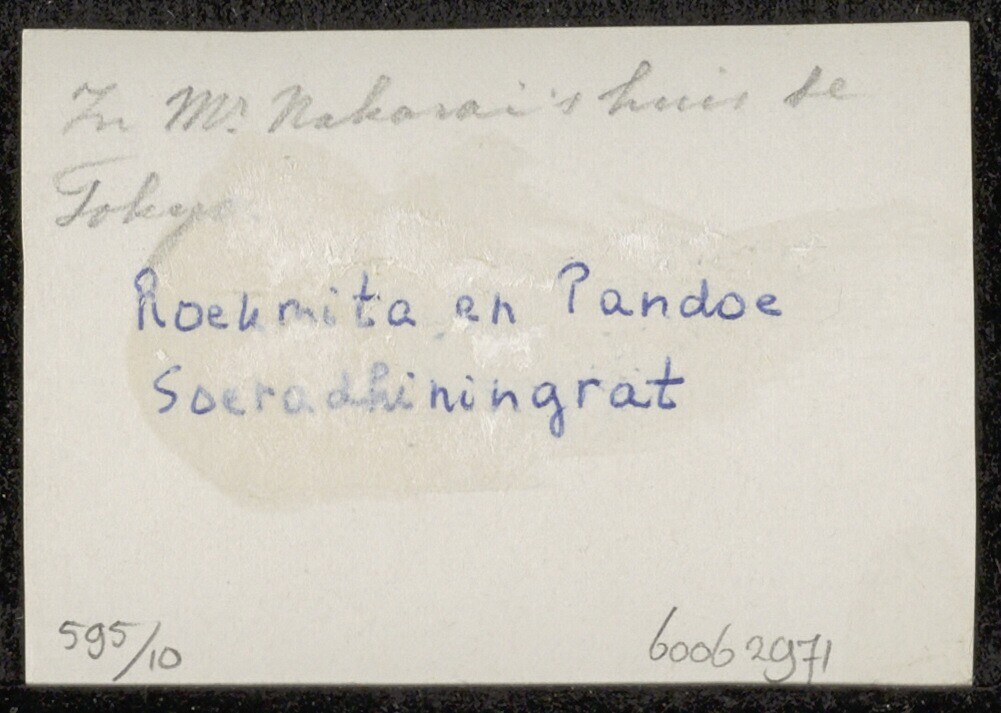 In Mr. Nakarai's huis te
Tokyo.
Roekmita en Pandoe
Soeradhiningrat
595/10
60062971